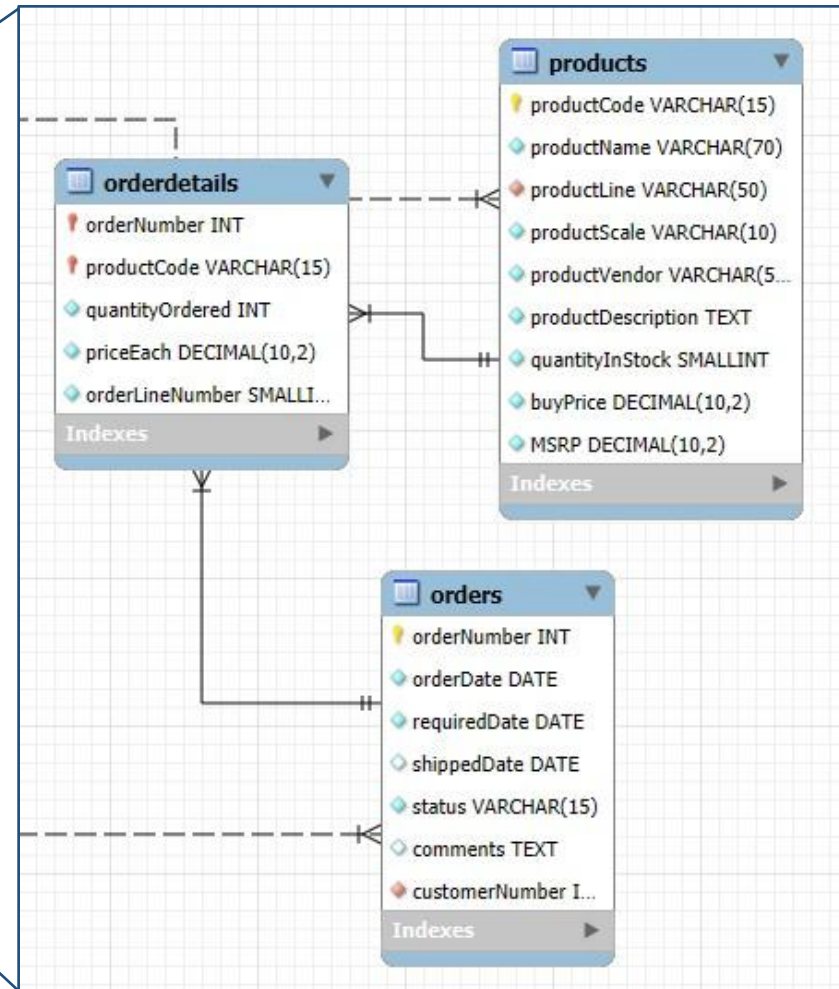 products
productCode VARCHAR(15)
productName VARCHAR(70)
productLine VARCHAR(50)
productScale VARCHAR(10)
productVendor VARCHAR(5...
productDescription TEXT
quantityInStock SMALLINT
buyPrice DECIMAL(10,2)
MSRP DECIMAL(10,2)
Indexes
orderdetails
orderNumber INT
productCode VARCHAR(15)
quantityOrdered INT
priceEach DECIMAL(10,2)
orderLineNumber SMALLI...
Indexes
orders
orderNumber INT
orderDate DATE
requiredDate DATE
shippedDate DATE
status VARCHAR(15)
comments TEXT
customerNumber I...
Indexes